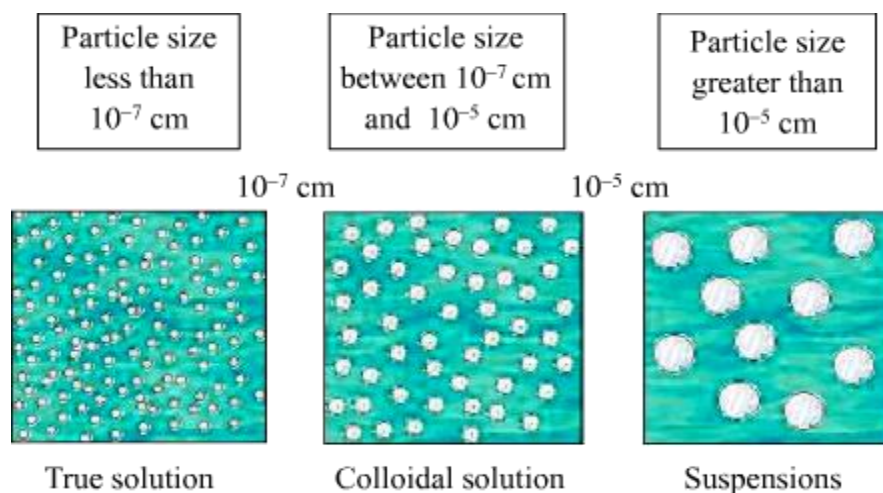 Particle size
less than
10⁻⁷ cm
Particle size
between 10⁻⁷ cm
and 10⁻⁵ cm
Particle size
greater than
10⁻⁵ cm
10⁻⁷ cm
10⁻⁵ cm
True solution
Colloidal solution
Suspensions